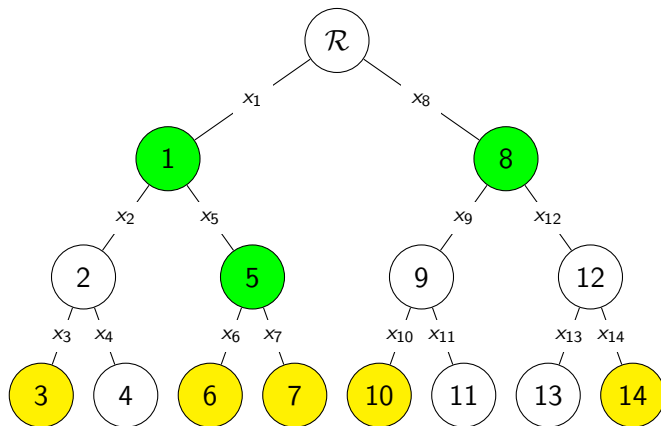 R
x₁ x₈
1 8
x₂ x₅ x₉ x₁₂
2 5 9 12
x₃ x₄ x₆ x₇ x₁₀ x₁₁ x₁₃ x₁₄
3 4 6 7 10 11 13 14